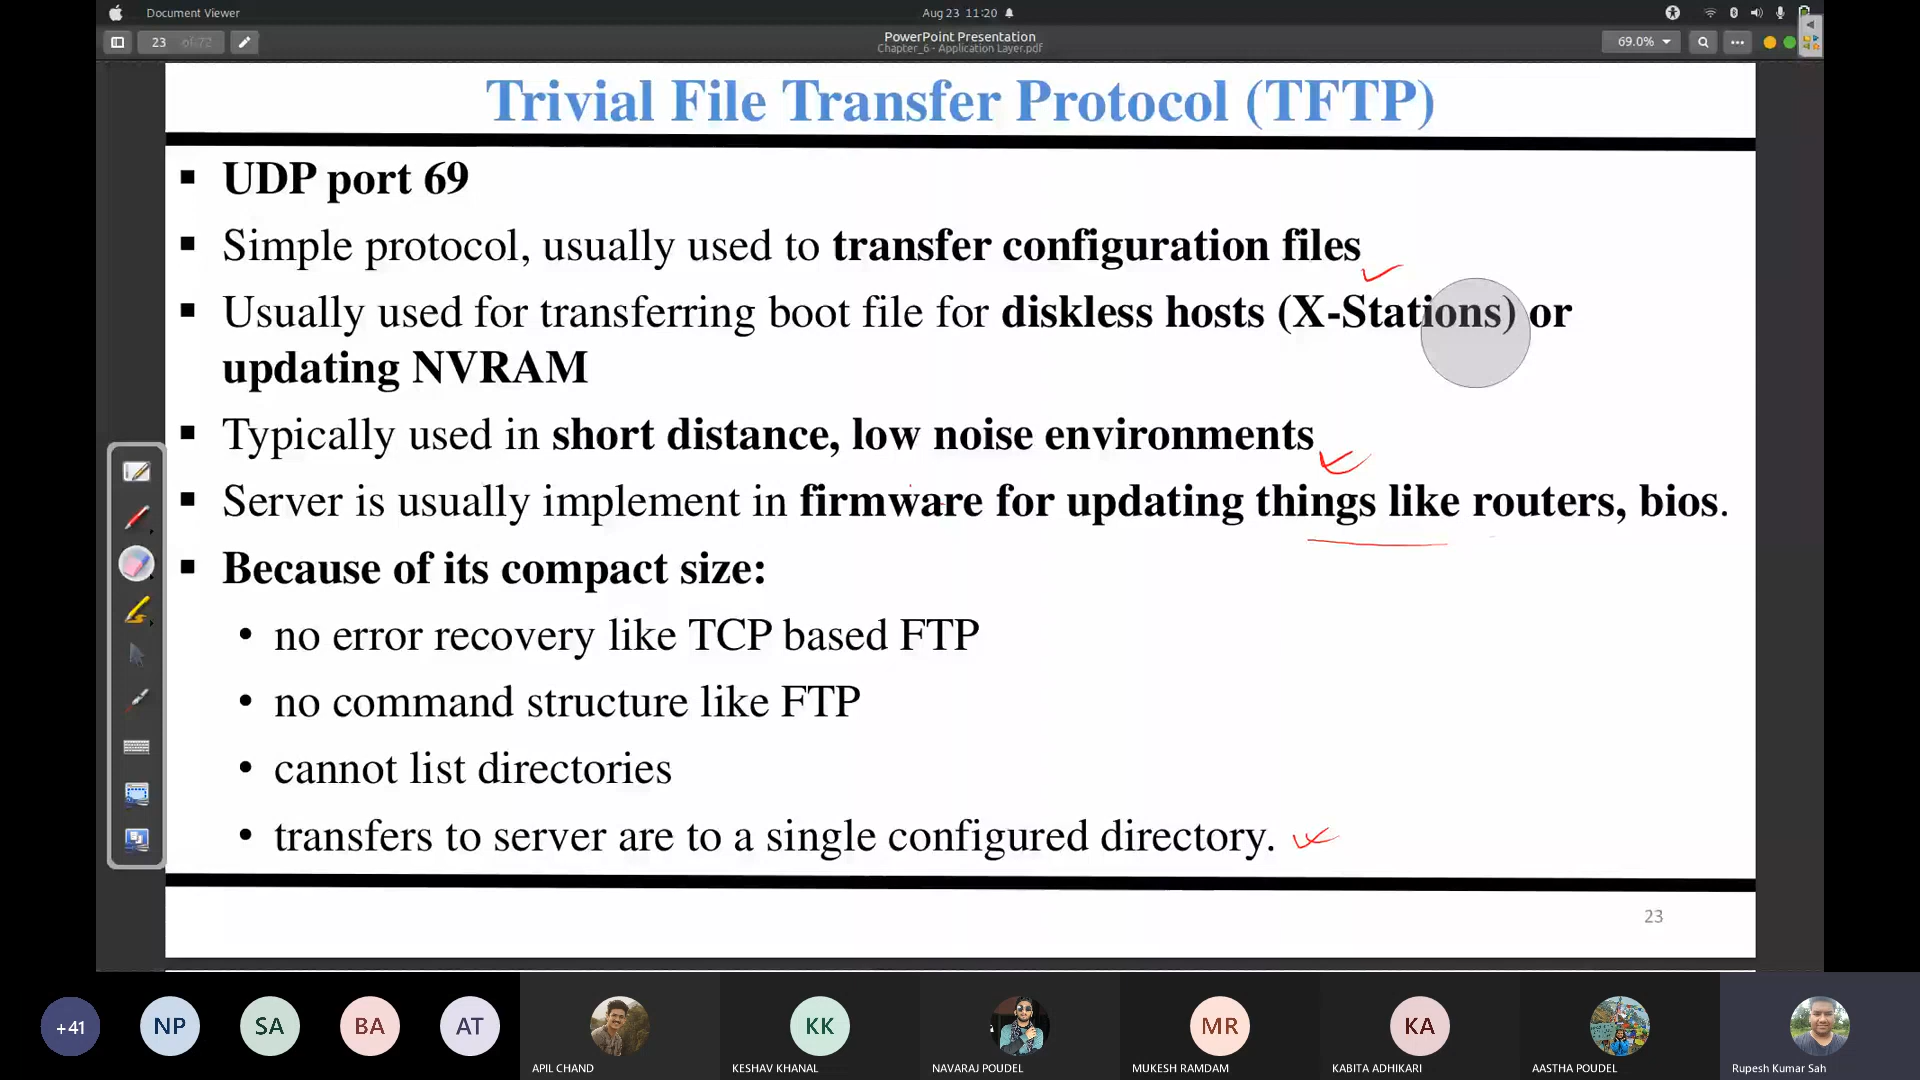 Document Viewer
Aug 23 11:20
23 of 72
PowerPoint Presentation
Chapter_6 - Application Layer.pdf
69.0%
Trivial File Transfer Protocol (TFTP)
UDP port 69
Simple protocol, usually used to transfer configuration files
Usually used for transferring boot file for diskless hosts (X-Stations) or
updating NVRAM
Typically used in short distance, low noise environments
Server is usually implement in firmware for updating things like routers, bios.
Because of its compact size:
no error recovery like TCP based FTP
no command structure like FTP
cannot list directories
transfers to server are to a single configured directory.
23
+41
NP
SA
BA
AT
KK
MR
KA
APIL CHAND
KESHAV KHANAL
NAVARAJ POUDEL
MUKESH RAMDAM
KABITA ADHIKARI
AASTHA POUDEL
Rupesh Kumar Sah